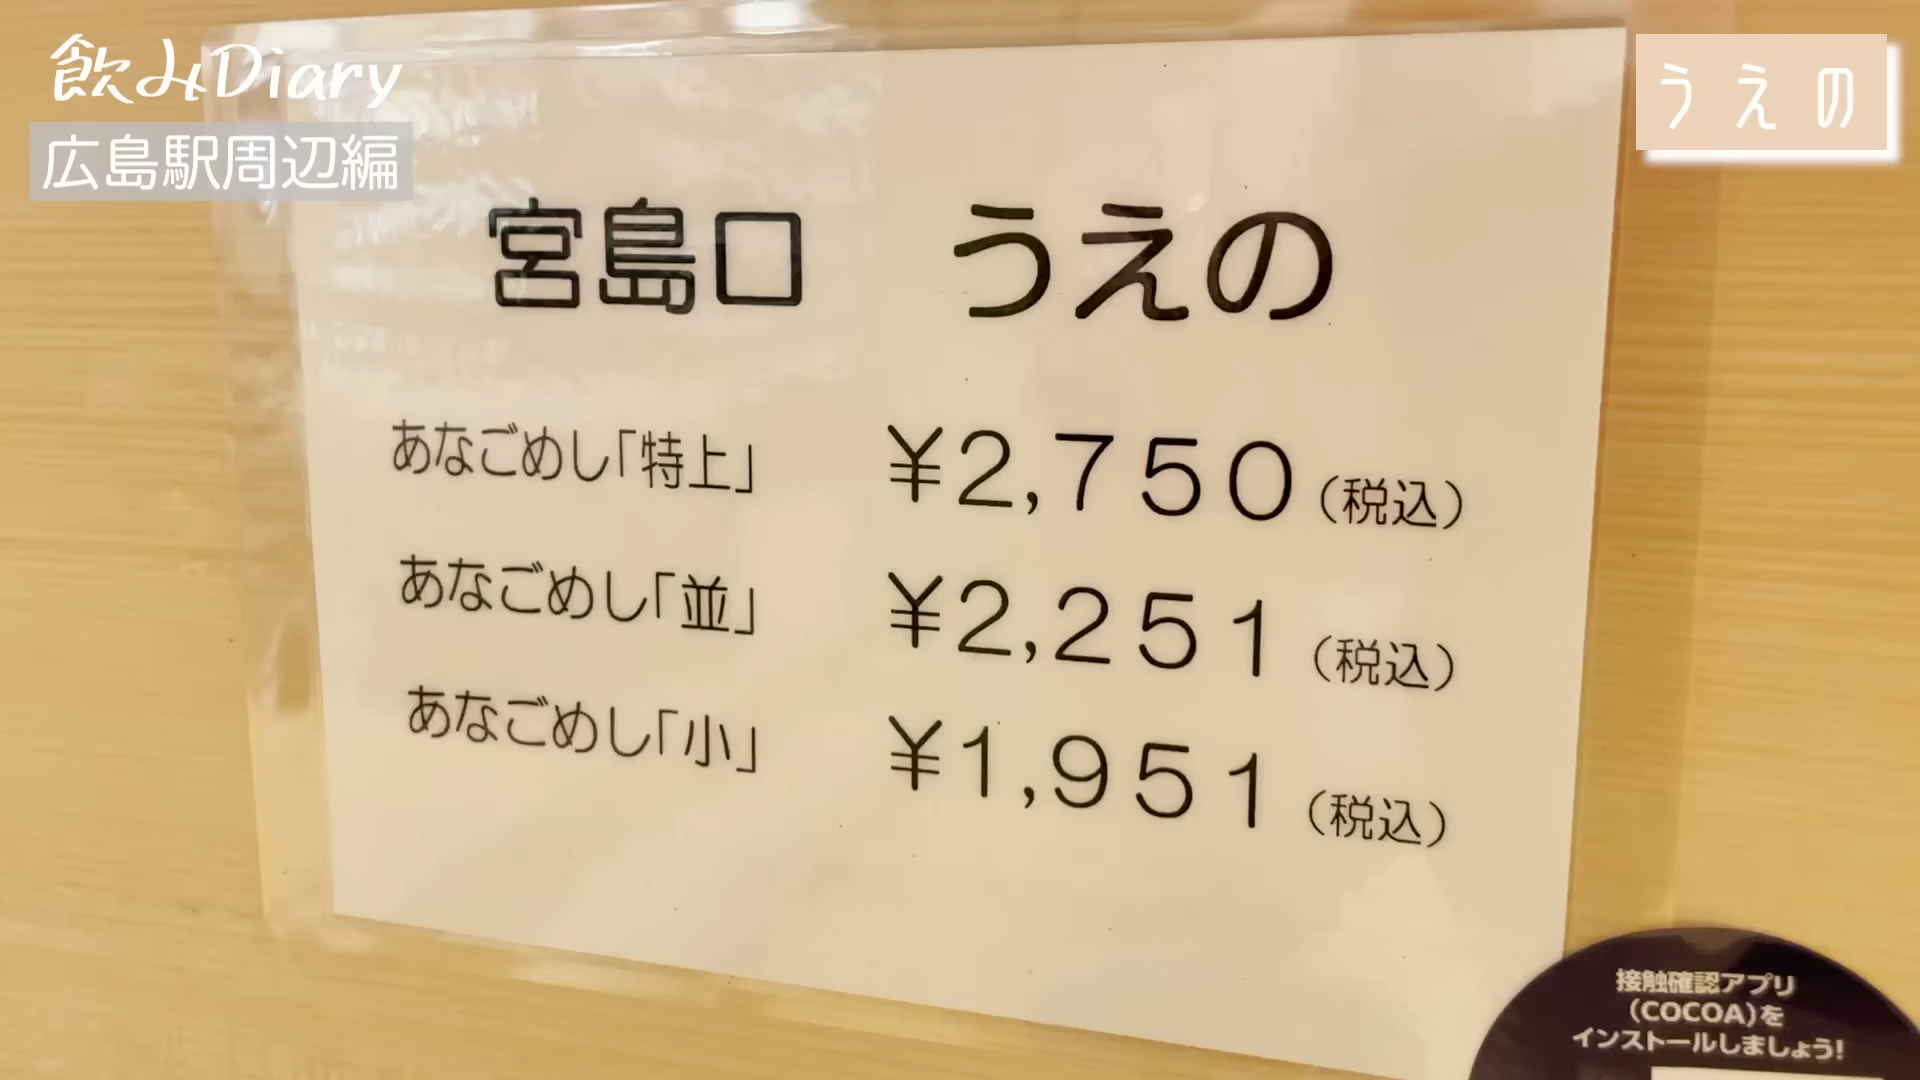 飲みDiary
広島駅周辺編
うえの
宮島口 うえの
あなごめし「特上」 ¥2,750(税込)
あなごめし「並」 ¥2,251(税込)
あなごめし「小」 ¥1,951(税込)
接触確認アプリ
(COCOA)を
インストールしましょう!